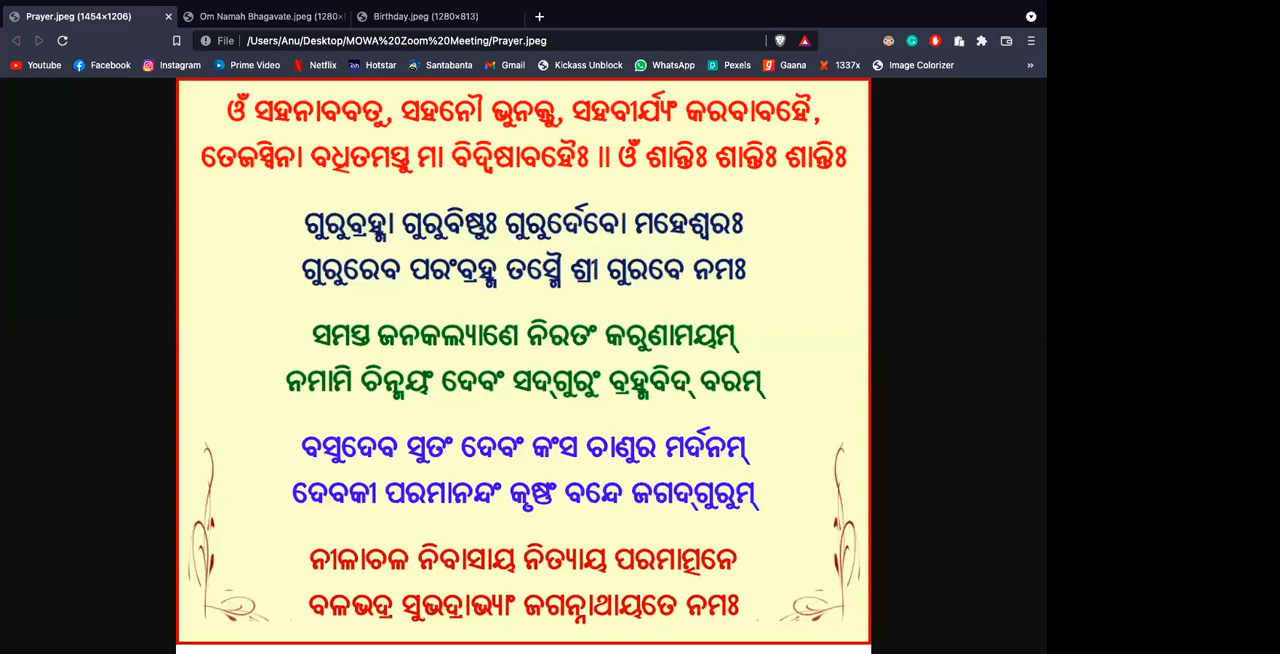 Prayer.jpeg (1454×1206)
Om Namah Bhagavate.jpeg (1280×
Birthday.jpeg (1280×813)
File
/Users/Anu/Desktop/MOWA%20Zoom%20Meeting/Prayer.jpeg
Youtube Facebook Instagram Prime Video Netflix Hotstar Santabanta Gmail Kickass Unblock WhatsApp Pexels Gaana 1337x Image Colorizer »
ଓଁ ସହନାବବତୁ, ସହନୌ ଭୁନକ୍ତୁ, ସହବୀର୍ଯ୍ୟଂ କରବାବହୈ,
ତେଜସ୍ୱିନା ବଧିତମସ୍ତୁ ମା ବିଦ୍ୱିଷାବହୈଃ ॥ ଓଁ ଶାନ୍ତିଃ ଶାନ୍ତିଃ ଶାନ୍ତିଃ
ଗୁରୁବ୍ରହ୍ମା ଗୁରୁବିଷ୍ଣୁଃ ଗୁରୁର୍ଦେବୋ ମହେଶ୍ୱରଃ
ଗୁରୁରେବ ପରଂବ୍ରହ୍ମ ତସ୍ମୈ ଶ୍ରୀ ଗୁରବେ ନମଃ
ସମସ୍ତ ଜନକଲ୍ୟାଣେ ନିରତଂ କରୁଣାମୟମ୍
ନମାମି ଚିନ୍ମୟଂ ଦେବଂ ସଦ୍‌ଗୁରୁଂ ବ୍ରହ୍ମବିଦ୍ ବରମ୍
ବସୁଦେବ ସୁତଂ ଦେବଂ କଂସ ଚାଣୁର ମର୍ଦନମ୍
ଦେବକୀ ପରମାନନ୍ଦଂ କୃଷ୍ଣଂ ବନ୍ଦେ ଜଗଦ୍‌ଗୁରୁମ୍
ନୀଳାଚଳ ନିବାସାୟ ନିତ୍ୟାୟ ପରମାତ୍ମନେ
ବଳଭଦ୍ର ସୁଭଦ୍ରାଭ୍ୟାଂ ଜଗନ୍ନାଥାୟତେ ନମଃ